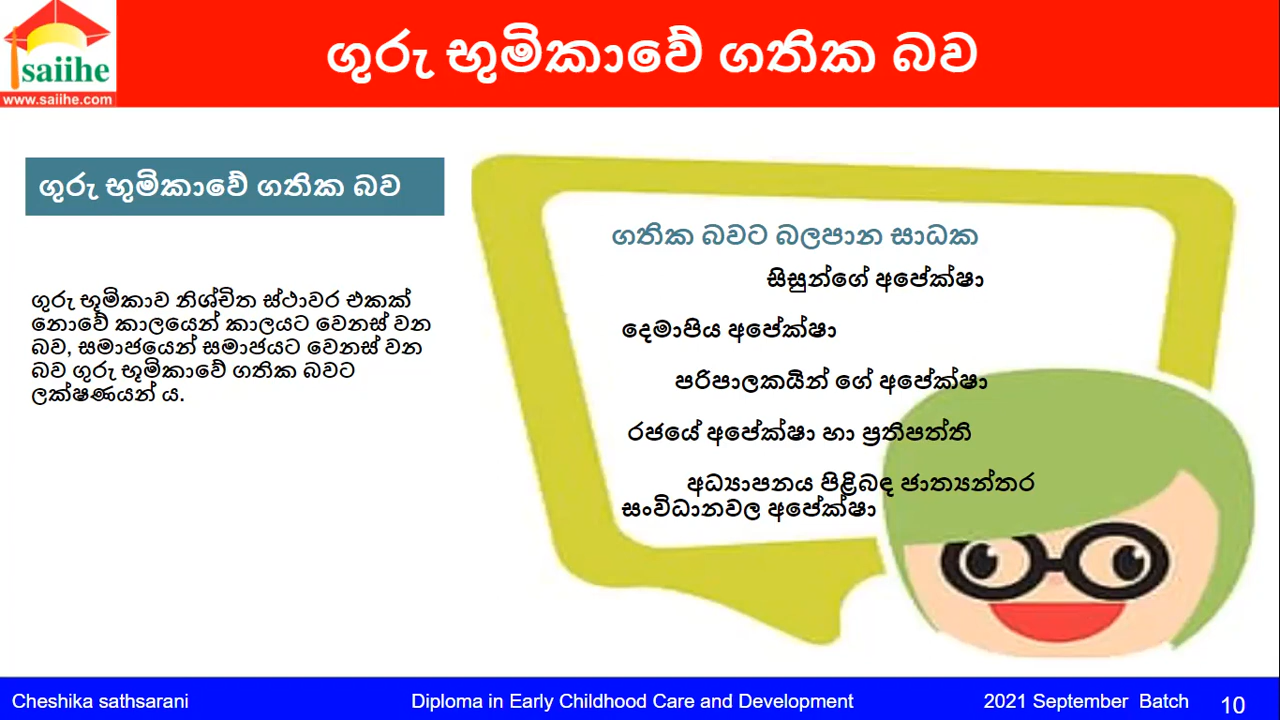 saiihe
www.saiihe.com
ගුරු භූමිකාවේ ගතික බව
ගුරු භුමිකාවේ ගතික බව
ගුරු භූමිකාව නිශ්චිත ස්ථාවර එකක්
නොවේ කාලයෙන් කාලයට වෙනස් වන
බව, සමාජයෙන් සමාජයට වෙනස් වන
බව ගුරු භූමිකාවේ ගතික බවට
ලක්ෂණයන් ය.
ගතික බවට බලපාන සාධක
සිසුන්ගේ අපේක්ෂා
දෙමාපිය අපේක්ෂා
පරිපාලකයින් ගේ අපේක්ෂා
රජයේ අපේක්ෂා හා ප්‍රතිපත්ති
අධ්‍යාපනය පිළිබඳ ජාත්‍යන්තර
සංවිධානවල අපේක්ෂා
Cheshika sathsarani
Diploma in Early Childhood Care and Development
2021 September Batch
10